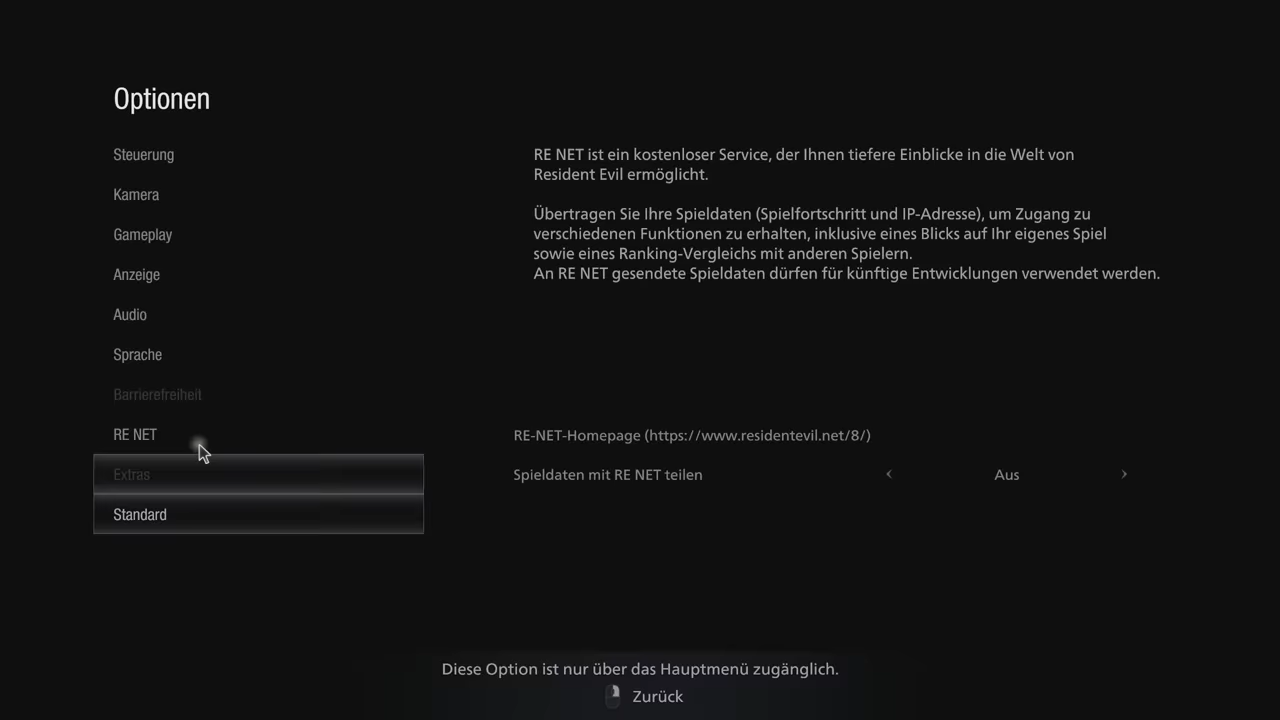 Optionen
Steuerung
Kamera
Gameplay
Anzeige
Audio
Sprache
Barrierefreiheit
RE NET
Extras
Standard
RE NET ist ein kostenloser Service, der Ihnen tiefere Einblicke in die Welt von
Resident Evil ermöglicht.
Übertragen Sie Ihre Spieldaten (Spielfortschritt und IP-Adresse), um Zugang zu
verschiedenen Funktionen zu erhalten, inklusive eines Blicks auf Ihr eigenes Spiel
sowie eines Ranking-Vergleichs mit anderen Spielern.
An RE NET gesendete Spieldaten dürfen für künftige Entwicklungen verwendet werden.
RE-NET-Homepage (https://www.residentevil.net/8/)
Spieldaten mit RE NET teilen ‹ Aus ›
Diese Option ist nur über das Hauptmenü zugänglich.
Zurück